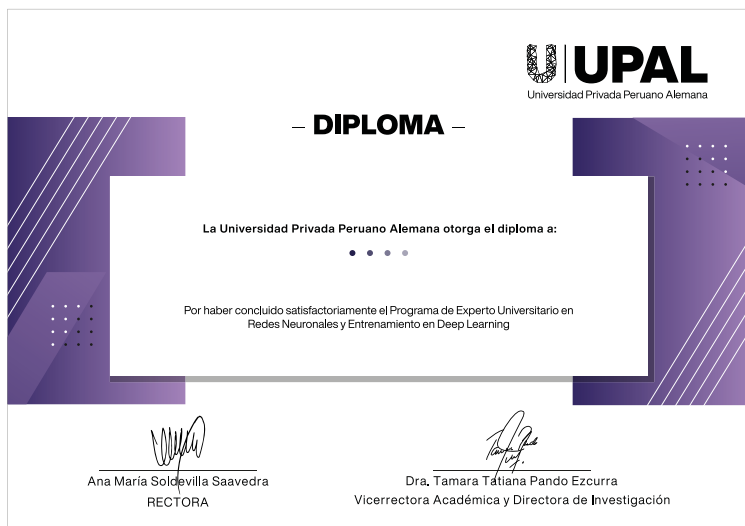 UPAL
Universidad Privada Peruano Alemana
– DIPLOMA –
La Universidad Privada Peruano Alemana otorga el diploma a:
Por haber concluido satisfactoriamente el Programa de Experto Universitario en
Redes Neuronales y Entrenamiento en Deep Learning
Ana María Soldevilla Saavedra
RECTORA
Dra. Tamara Tatiana Pando Ezcurra
Vicerrectora Académica y Directora de Investigación